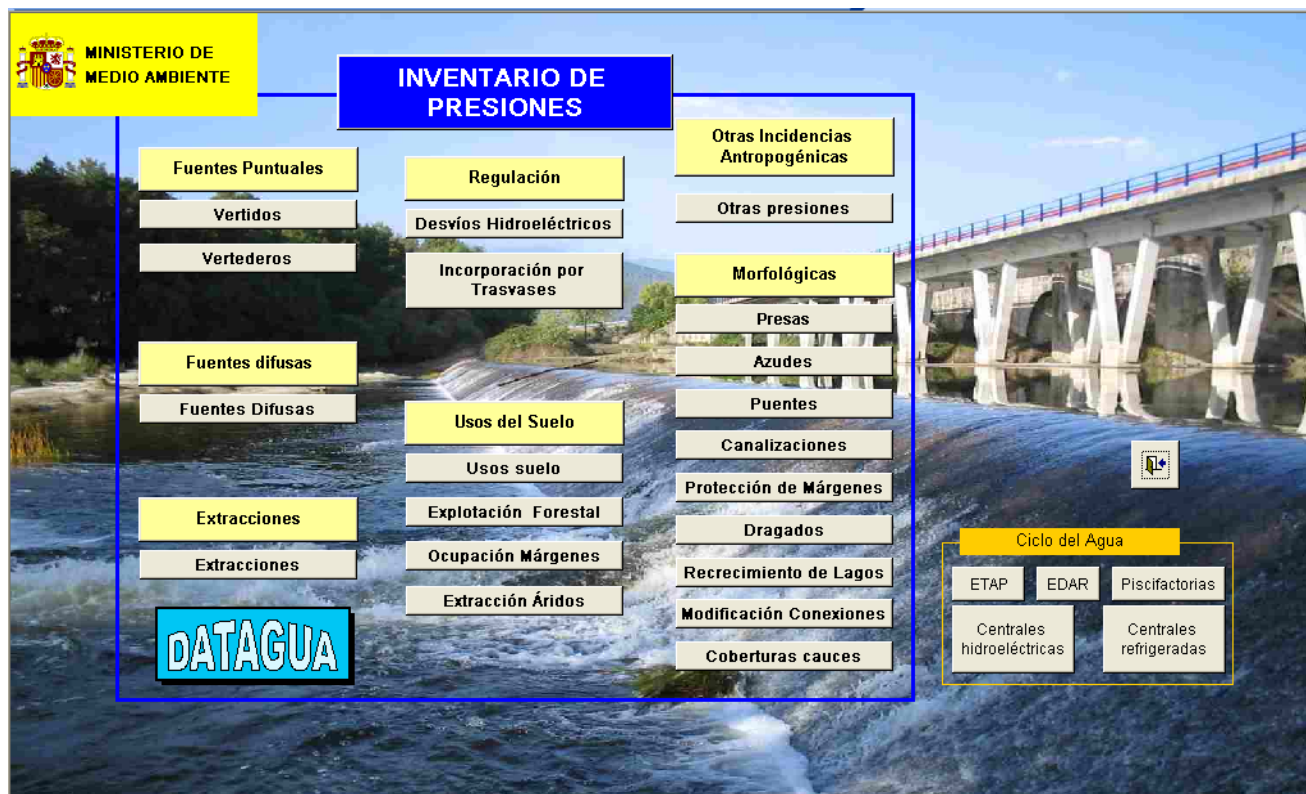 MINISTERIO DE
MEDIO AMBIENTE
INVENTARIO DE
PRESIONES
Fuentes Puntuales
Vertidos
Vertederos
Fuentes difusas
Fuentes Difusas
Extracciones
Extracciones
DATAGUA
Regulación
Desvíos Hidroeléctricos
Incorporación por
Trasvases
Usos del Suelo
Usos suelo
Explotación Forestal
Ocupación Márgenes
Extracción Áridos
Otras Incidencias
Antropogénicas
Otras presiones
Morfológicas
Presas
Azudes
Puentes
Canalizaciones
Protección de Márgenes
Dragados
Recrecimiento de Lagos
Modificación Conexiones
Coberturas cauces
Ciclo del Agua
ETAP
EDAR
Piscifactorias
Centrales
hidroeléctricas
Centrales
refrigeradas